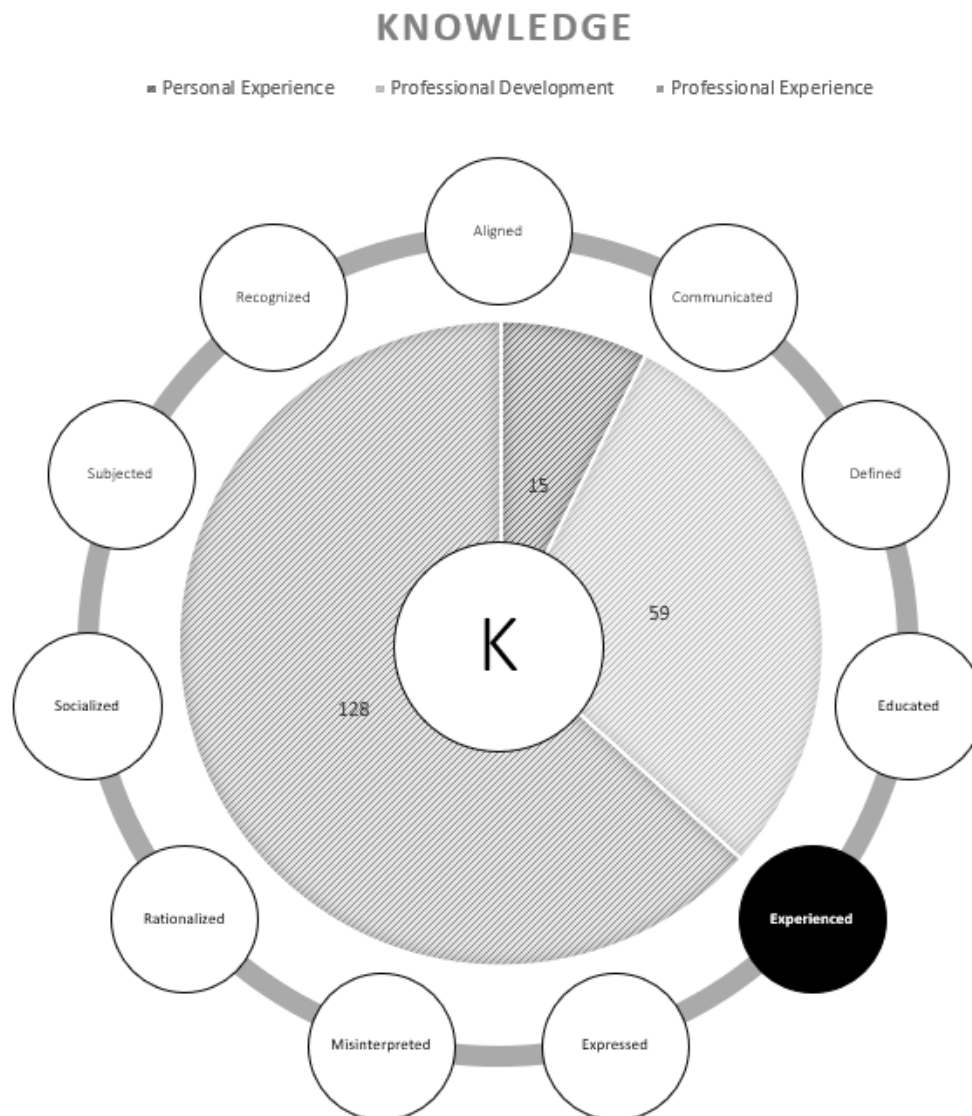 KNOWLEDGE
Personal Experience Professional Development Professional Experience
Aligned
Recognized
Communicated
Subjected
Defined
15
59
K
128
Socialized
Educated
Rationalized
Experienced
Misinterpreted
Expressed